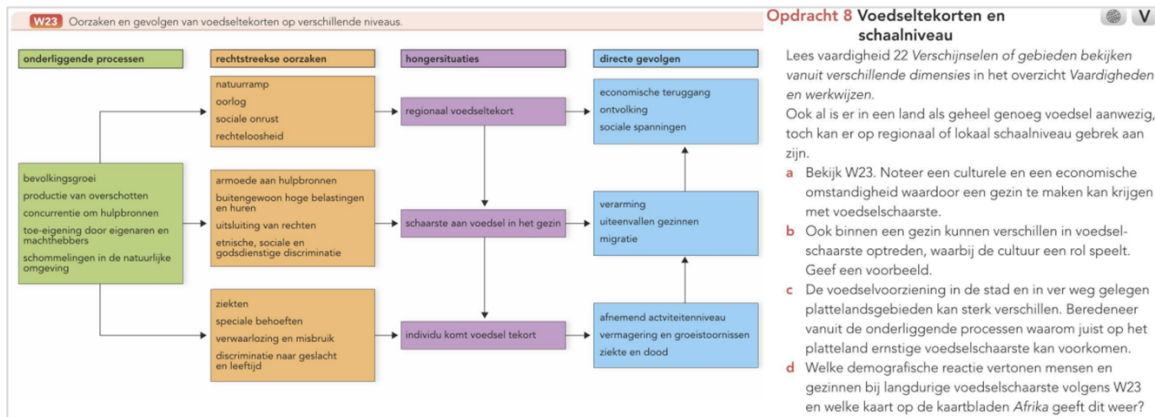 W23 Oorzaken en gevolgen van voedseltekorten op verschillende niveaus.
onderliggende processen
bevolkingsgroei
productie van overschotten
concurrentie om hulpbronnen
toe-eigening door eigenaren en
machthebbers
schommelingen in de natuurlijke
omgeving
rechtstreekse oorzaken
natuurramp
oorlog
sociale onrust
rechteloosheid
armoede aan hulpbronnen
buitengewoon hoge belastingen
en huren
uitsluiting van rechten
etnische, sociale en
godsdienstige discriminatie
ziekten
speciale behoeften
verwaarlozing en misbruik
discriminatie naar geslacht
en leeftijd
hongersituaties
regionaal voedseltekort
schaarste aan voedsel in het gezin
individu komt voedsel tekort
directe gevolgen
economische teruggang
ontvolking
sociale spanningen
verarming
uiteenvallen gezinnen
migratie
afnemend actviteitenniveau
vermagering en groeistoornissen
ziekte en dood
Opdracht 8 Voedseltekorten en
schaalniveau
V
Lees vaardigheid 22 Verschijnselen of gebieden bekijken
vanuit verschillende dimensies in het overzicht Vaardigheden
en werkwijzen.
Ook al is er in een land als geheel genoeg voedsel aanwezig,
toch kan er op regionaal of lokaal schaalniveau gebrek aan
zijn.
a Bekijk W23. Noteer een culturele en een economische
omstandigheid waardoor een gezin te maken kan krijgen
met voedselschaarste.
b Ook binnen een gezin kunnen verschillen in voedsel-
schaarste optreden, waarbij de cultuur een rol speelt.
Geef een voorbeeld.
c De voedselvoorziening in de stad en in ver weg gelegen
plattelandsgebieden kan sterk verschillen. Beredeneer
vanuit de onderliggende processen waarom juist op het
platteland ernstige voedselschaarste kan voorkomen.
d Welke demografische reactie vertonen mensen en
gezinnen bij langdurige voedselschaarste volgens W23
en welke kaart op de kaartbladen Afrika geeft dit weer?